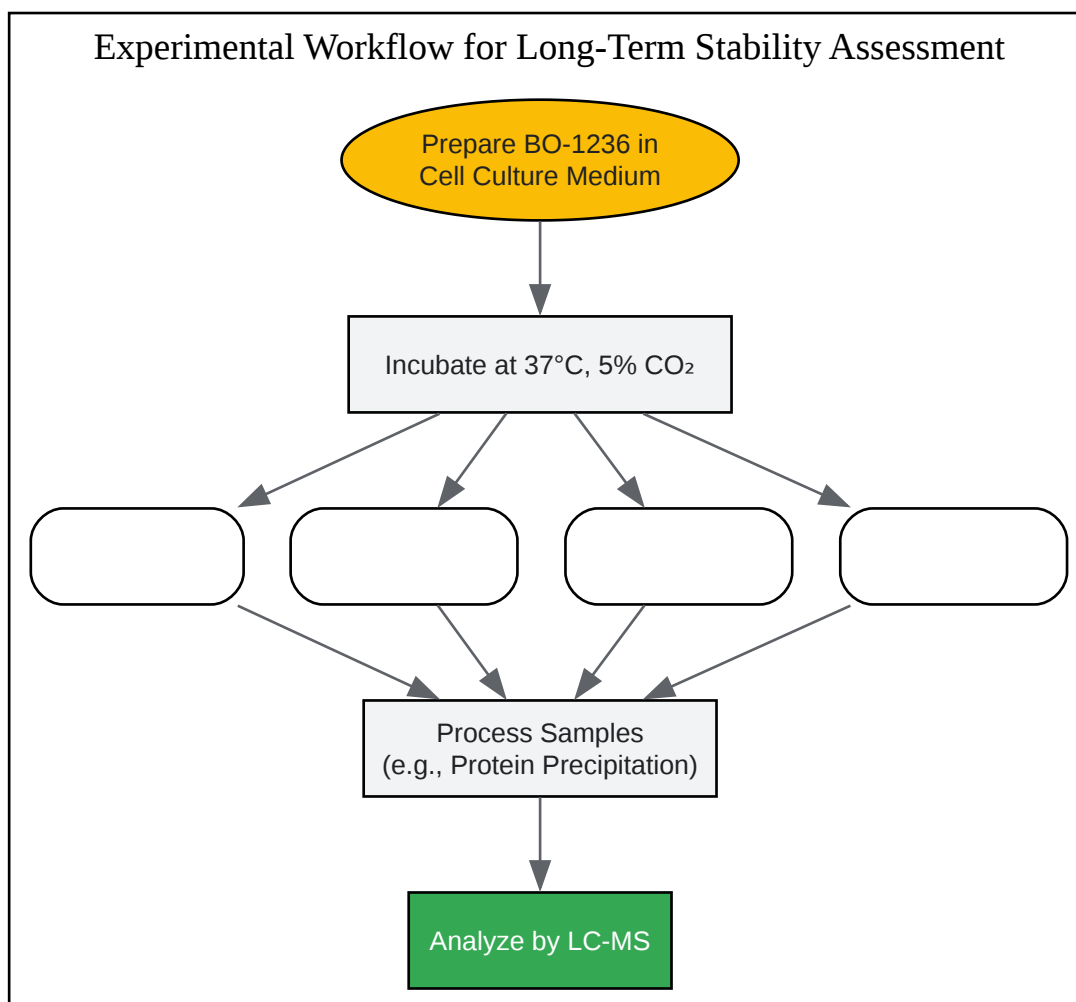 Experimental Workflow for Long-Term Stability Assessment
Prepare BO-1236 in
Cell Culture Medium
Incubate at 37°C, 5% CO₂
Process Samples
(e.g., Protein Precipitation)
Analyze by LC-MS